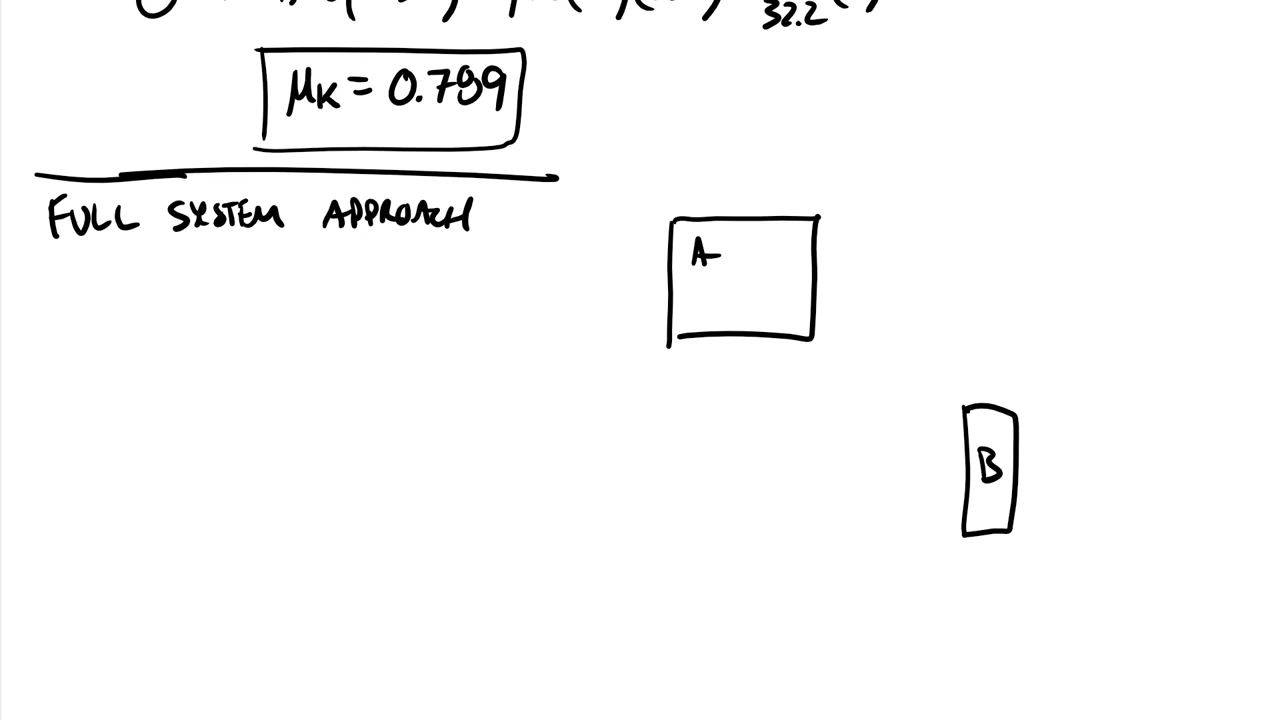 32.2
μK = 0.799
FULL SYSTEM APPROACH
A
B